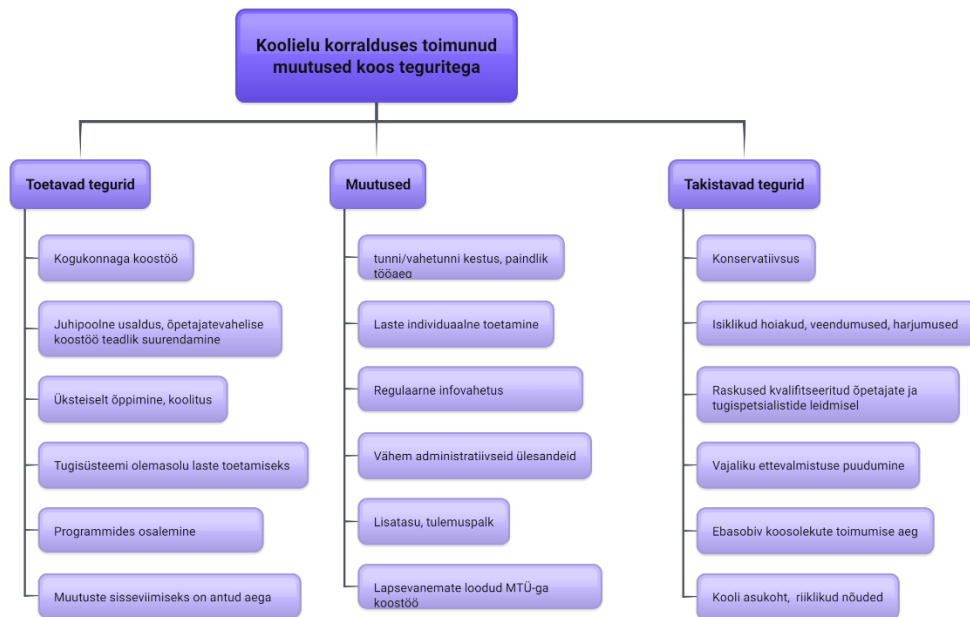 Koolielu korralduses toimunud
muutused koos teguritega
Toetavad tegurid
Kogukonnaga koostöö
Juhipoolne usaldus, õpetajatevahelise
koostöö teadlik suurendamine
Üksteiselt õppimine, koolitus
Tugisüsteemi olemasolu laste toetamiseks
Programmides osalemine
Muutuste sisseviimiseks on antud aega
Muutused
tunni/vahetunni kestus, paindlik
tööaeg
Laste individuaalne toetamine
Regulaarne infovahetus
Vähem administratiivseid ülesandeid
Lisatasu, tulemuspalk
Lapsevanemate loodud MTÜ-ga
koostöö
Takistavad tegurid
Konservatiivsus
Isiklikud hoiakud, veendumused, harjumused
Raskused kvalifitseeritud õpetajate ja
tugispetsialistide leidmisel
Vajaliku ettevalmistuse puudumine
Ebasobiv koosolekute toimumise aeg
Kooli asukoht, riiklikud nõuded